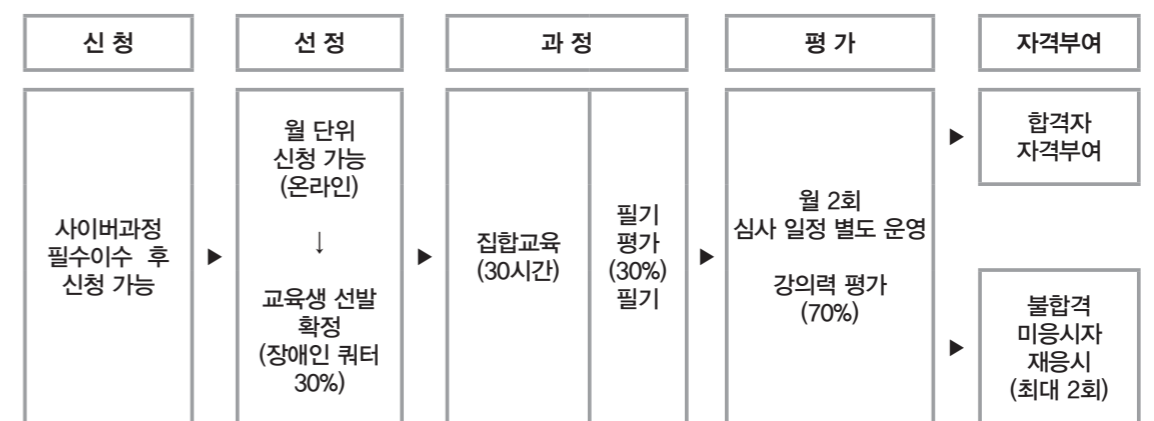 신 청
선 정
과 정
평 가
자격부여
사이버과정
필수이수 후
신청 가능
▶
월 단위
신청 가능
(온라인)
↓
교육생 선발
확정
(장애인 쿼터
30%)
▶
집합교육
(30시간)
필기
평가
(30%)
필기
▶
월 2회
심사 일정 별도 운영
강의력 평가
(70%)
▶
합격자
자격부여
▶
불합격
미응시자
재응시
(최대 2회)